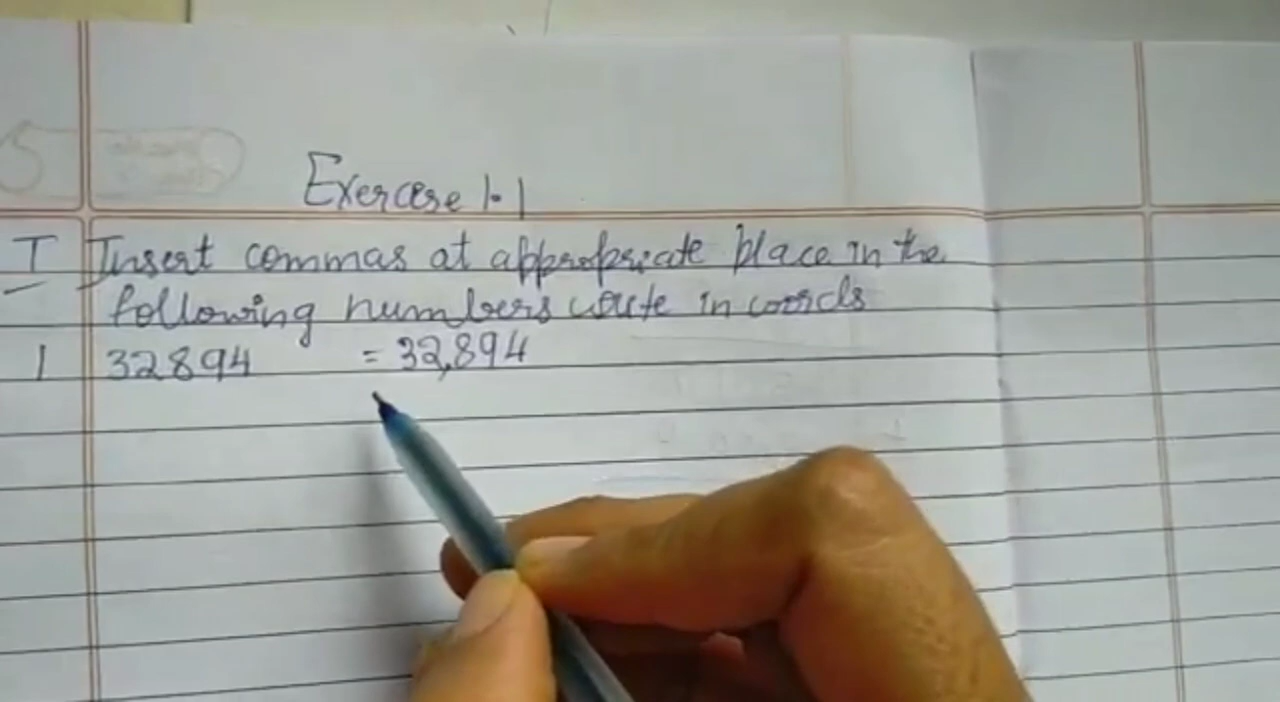 Exercise 1.1
I Insert commas at appropriate place in the
following numbers write in words
1 32894 = 32,894